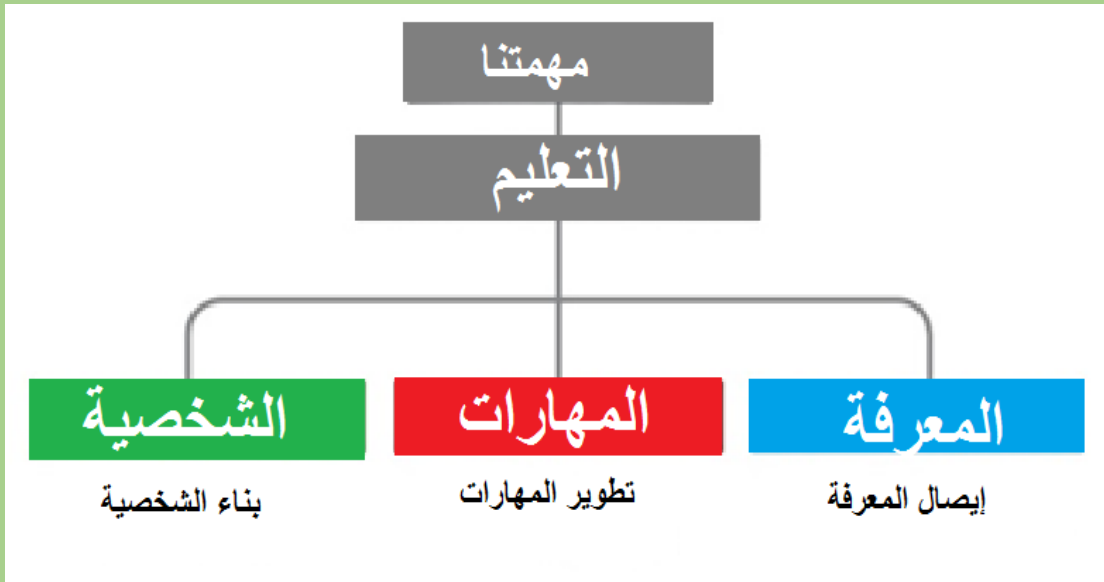 مهمتنا
التعليم
المعرفة
المهارات
الشخصية
إيصال المعرفة
تطوير المهارات
بناء الشخصية